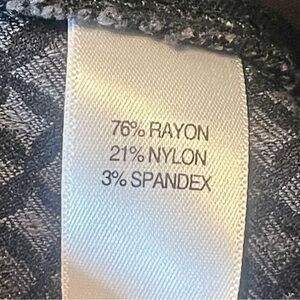 76% RAYON
21% NYLON
3% SPANDEX